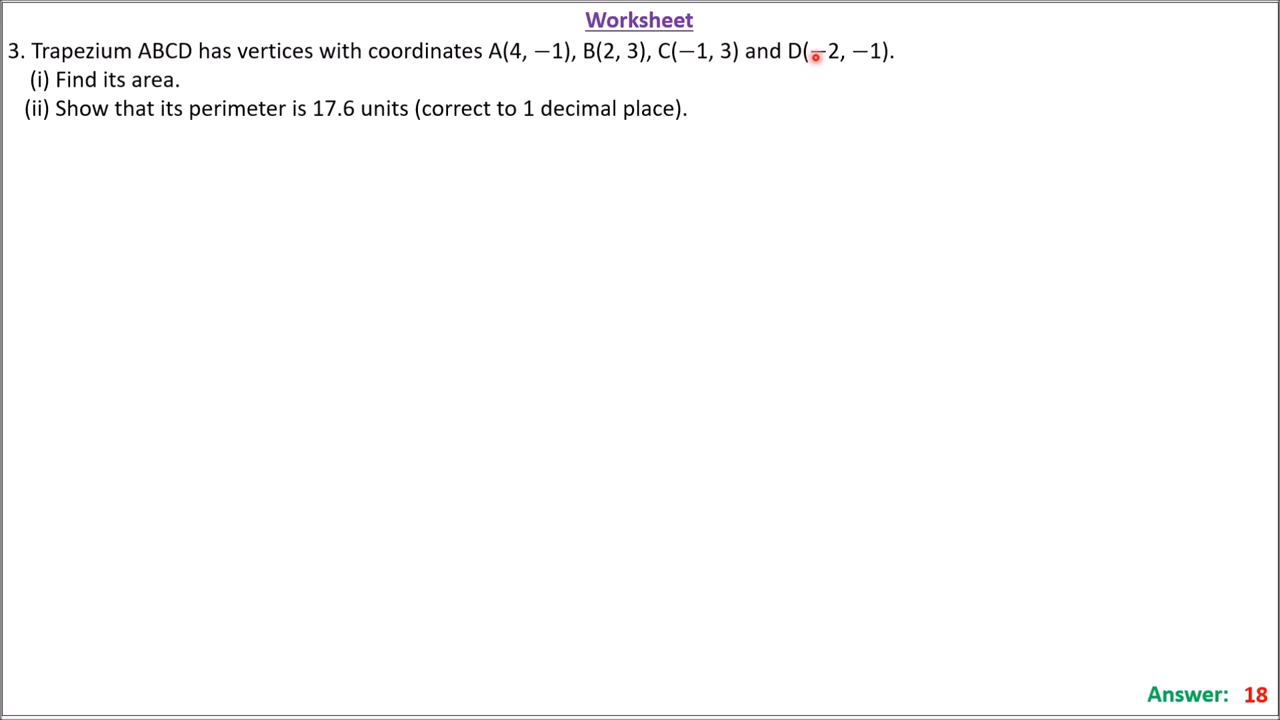 Worksheet
3. Trapezium ABCD has vertices with coordinates A(4, −1), B(2, 3), C(−1, 3) and D(−2, −1).
(i) Find its area.
(ii) Show that its perimeter is 17.6 units (correct to 1 decimal place).
Answer: 18